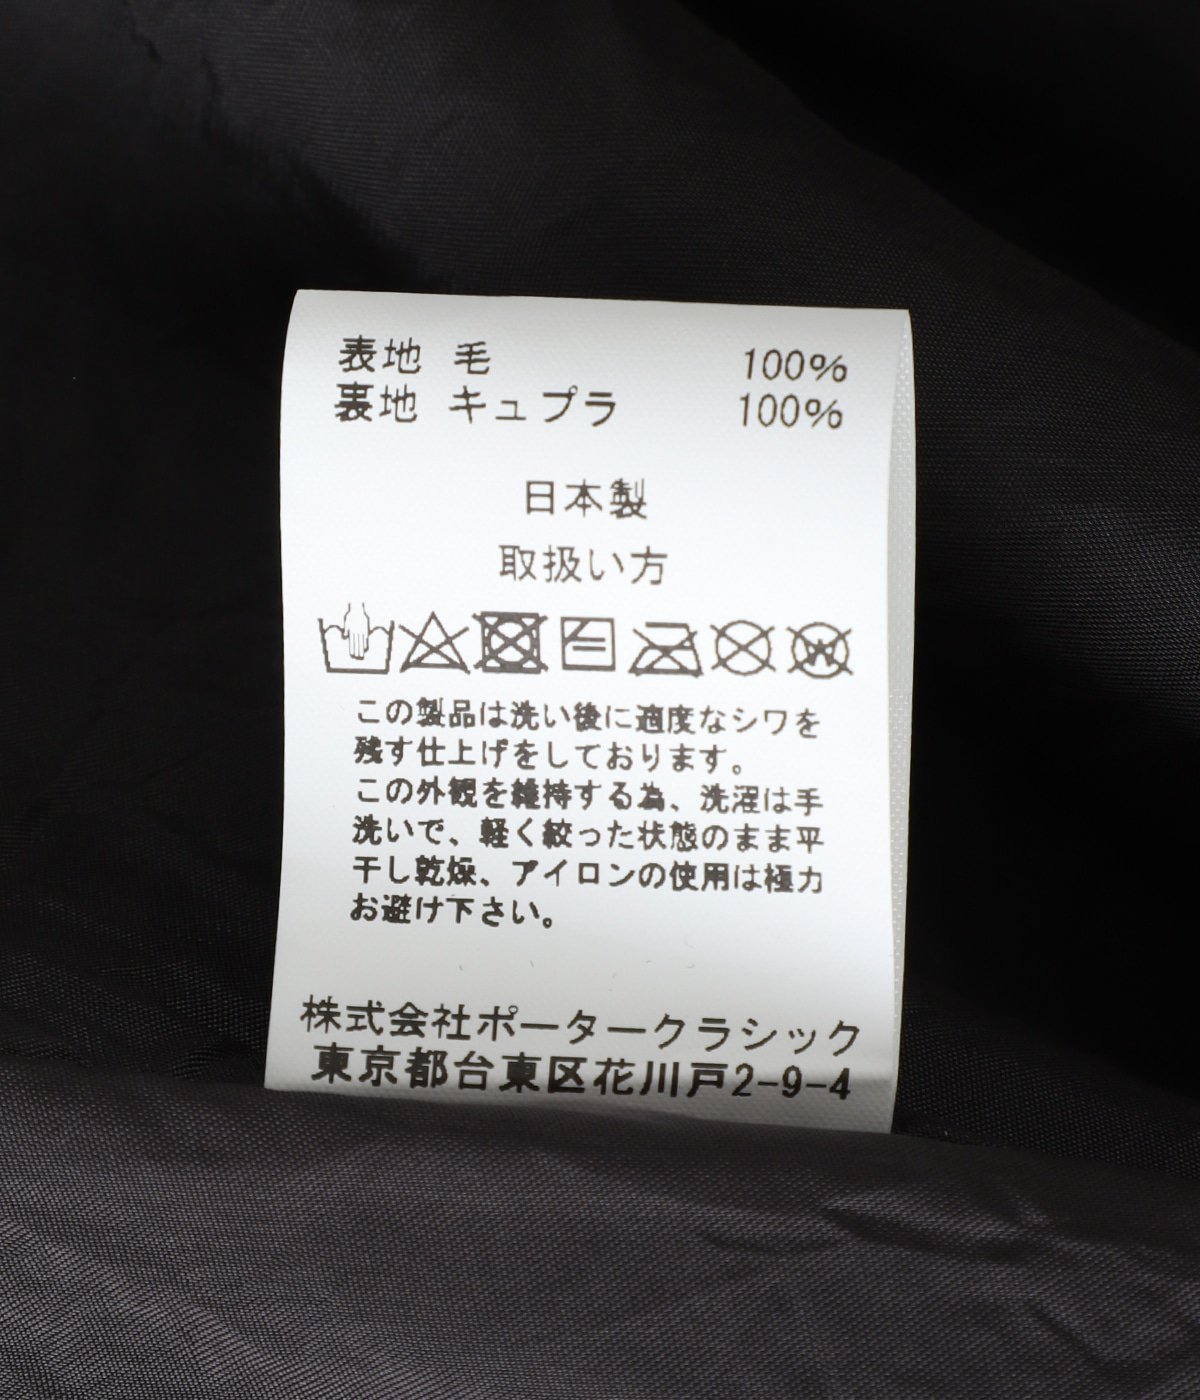 表地 毛 100%
裏地 キュプラ 100%
日本製
取扱い方
この製品は洗い後に適度なシワを
残す仕上げをしております。
この外観を維持する為、洗濯は手
洗いで、軽く絞った状態のまま平
干し乾燥、アイロンの使用は極力
お避け下さい。
株式会社ポータークラシック
東京都台東区花川戸2-9-4